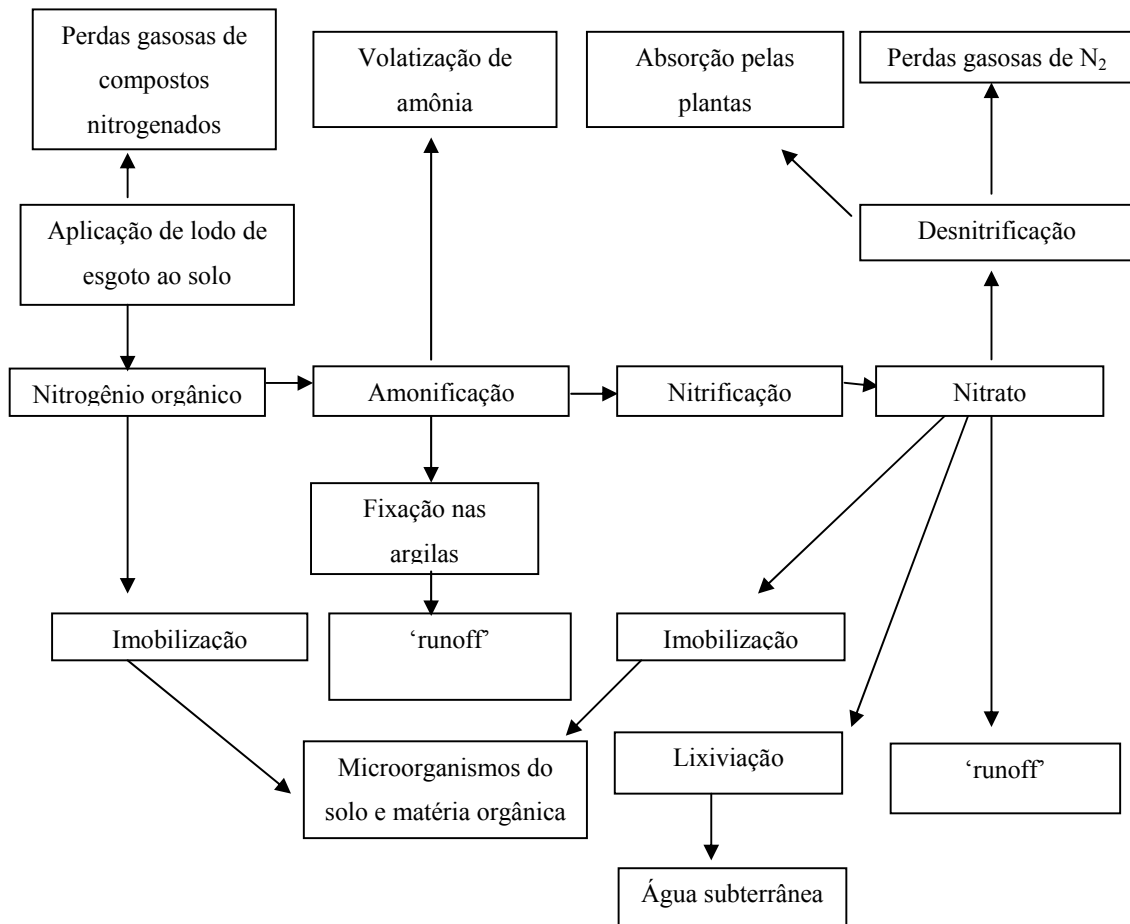 Perdas gasosas de
compostos
nitrogenados
Volatização de
amônia
Absorção pelas
plantas
Perdas gasosas de N₂
Aplicação de lodo de
esgoto ao solo
Desnitrificação
Nitrogênio orgânico
Amonificação
Nitrificação
Nitrato
Fixação nas
argilas
Imobilização
‘runoff’
Imobilização
Microorganismos do
solo e matéria orgânica
Lixiviação
‘runoff’
Água subterrânea